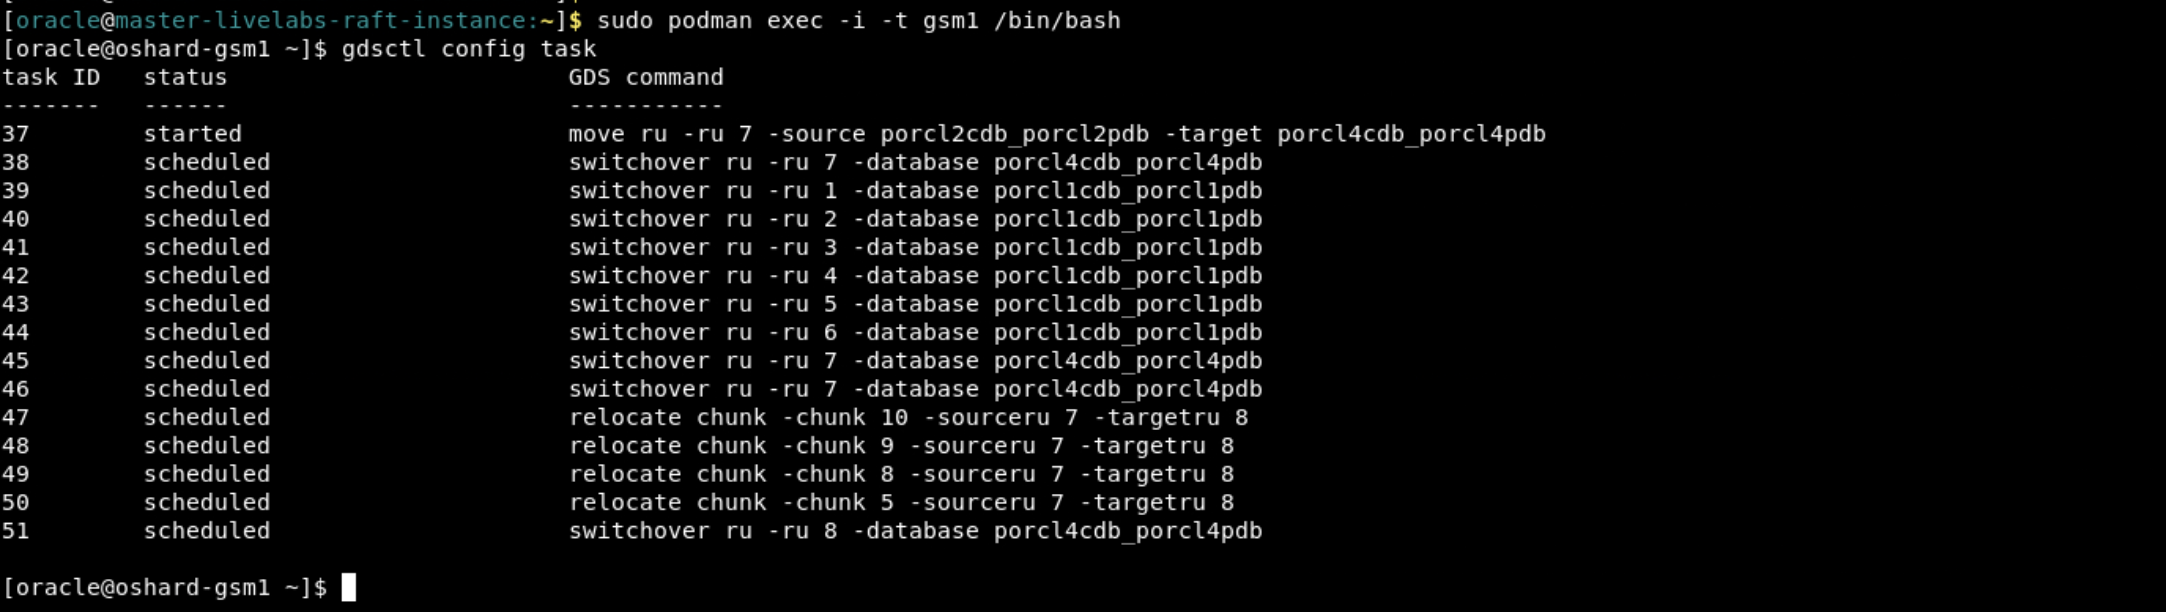 [oracle@master-livelabs-raft-instance:~]$ sudo podman exec -i -t gsm1 /bin/bash
[oracle@oshard-gsm1 ~]$ gdsctl config task
task ID   status                        GDS command
-------   ------                        -----------
37        started                       move ru -ru 7 -source porcl2cdb_porcl2pdb -target porcl4cdb_porcl4pdb
38        scheduled                     switchover ru -ru 7 -database porcl4cdb_porcl4pdb
39        scheduled                     switchover ru -ru 1 -database porcl1cdb_porcl1pdb
40        scheduled                     switchover ru -ru 2 -database porcl1cdb_porcl1pdb
41        scheduled                     switchover ru -ru 3 -database porcl1cdb_porcl1pdb
42        scheduled                     switchover ru -ru 4 -database porcl1cdb_porcl1pdb
43        scheduled                     switchover ru -ru 5 -database porcl1cdb_porcl1pdb
44        scheduled                     switchover ru -ru 6 -database porcl1cdb_porcl1pdb
45        scheduled                     switchover ru -ru 7 -database porcl4cdb_porcl4pdb
46        scheduled                     switchover ru -ru 7 -database porcl4cdb_porcl4pdb
47        scheduled                     relocate chunk -chunk 10 -sourceru 7 -targetru 8
48        scheduled                     relocate chunk -chunk 9 -sourceru 7 -targetru 8
49        scheduled                     relocate chunk -chunk 8 -sourceru 7 -targetru 8
50        scheduled                     relocate chunk -chunk 5 -sourceru 7 -targetru 8
51        scheduled                     switchover ru -ru 8 -database porcl4cdb_porcl4pdb
[oracle@oshard-gsm1 ~]$